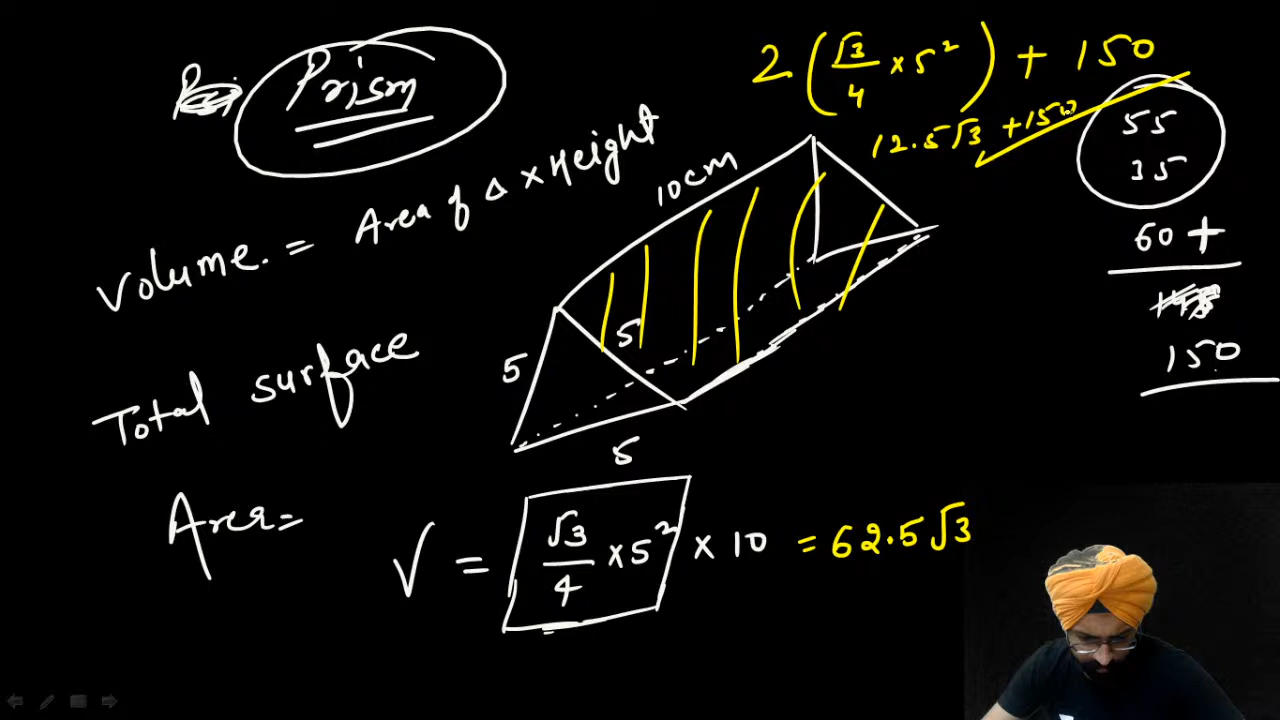 Prism
2 (√3/4 × 5²) + 150
12.5√3 + 150
55
35
60 +
150
Volume. = Area of Δ × Height
10cm
5
5
5
Total surface
Area =
V = √3/4 × 5² × 10 = 62.5√3